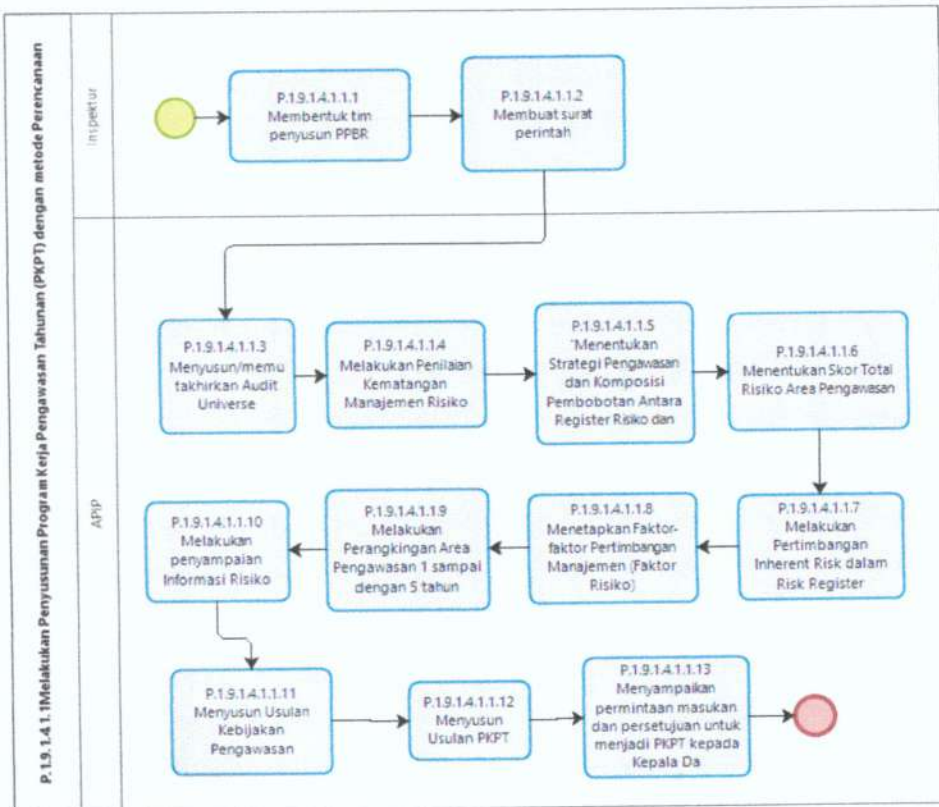 P.1.9.1.4.1.1Melakukan Penyusunan Program Kerja Pengawasan Tahunan (PKPT) dengan metode Perencanaan
Inspektur
P.1.9.1.4.1.1.1
Membentuk tim
penyusun PPBR
P.1.9.1.4.1.1.2
Membuat surat
perintah
APIP
P.1.9.1.4.1.1.3
Menyusun/memu
takhirkan Audit
Universe
P.1.9.1.4.1.1.4
Melakukan Penilaian
Kematangan
Manajemen Risiko
P.1.9.1.4.1.1.5
"Menentukan
Strategi Pengawasan
dan Komposisi
Pembobotan Antara
Register Risiko dan
P.1.9.1.4.1.1.6
Menentukan Skor Total
Risiko Area Pengawasan
P.1.9.1.4.1.1.10
Melakukan
penyampaian
Informasi Risiko
P.1.9.1.4.1.1.9
Melakukan
Perangkingan Area
Pengawasan 1 sampai
dengan 5 tahun
P.1.9.1.4.1.1.8
Menetapkan Faktor-
faktor Pertimbangan
Manajemen (Faktor
Risiko)
P.1.9.1.4.1.1.7
Melakukan
Pertimbangan
Inherent Risk dalam
Risk Register
P.1.9.1.4.1.1.11
Menyusun Usulan
Kebijakan
Pengawasan
P.1.9.1.4.1.1.12
Menyusun
Usulan PKPT
P.1.9.1.4.1.1.13
Menyampaikan
permintaan masukan
dan persetujuan untuk
menjadi PKPT kepada
Kepala Da